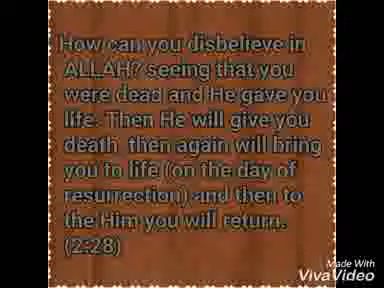 How can you disbelieve in
ALLAH? seeing that you
were dead and He gave you
life. Then He will give you
death, then again will bring
you to life (on the day of
resurrection) and then to
the Him you will return.
(2:28)
Made With
VivaVideo